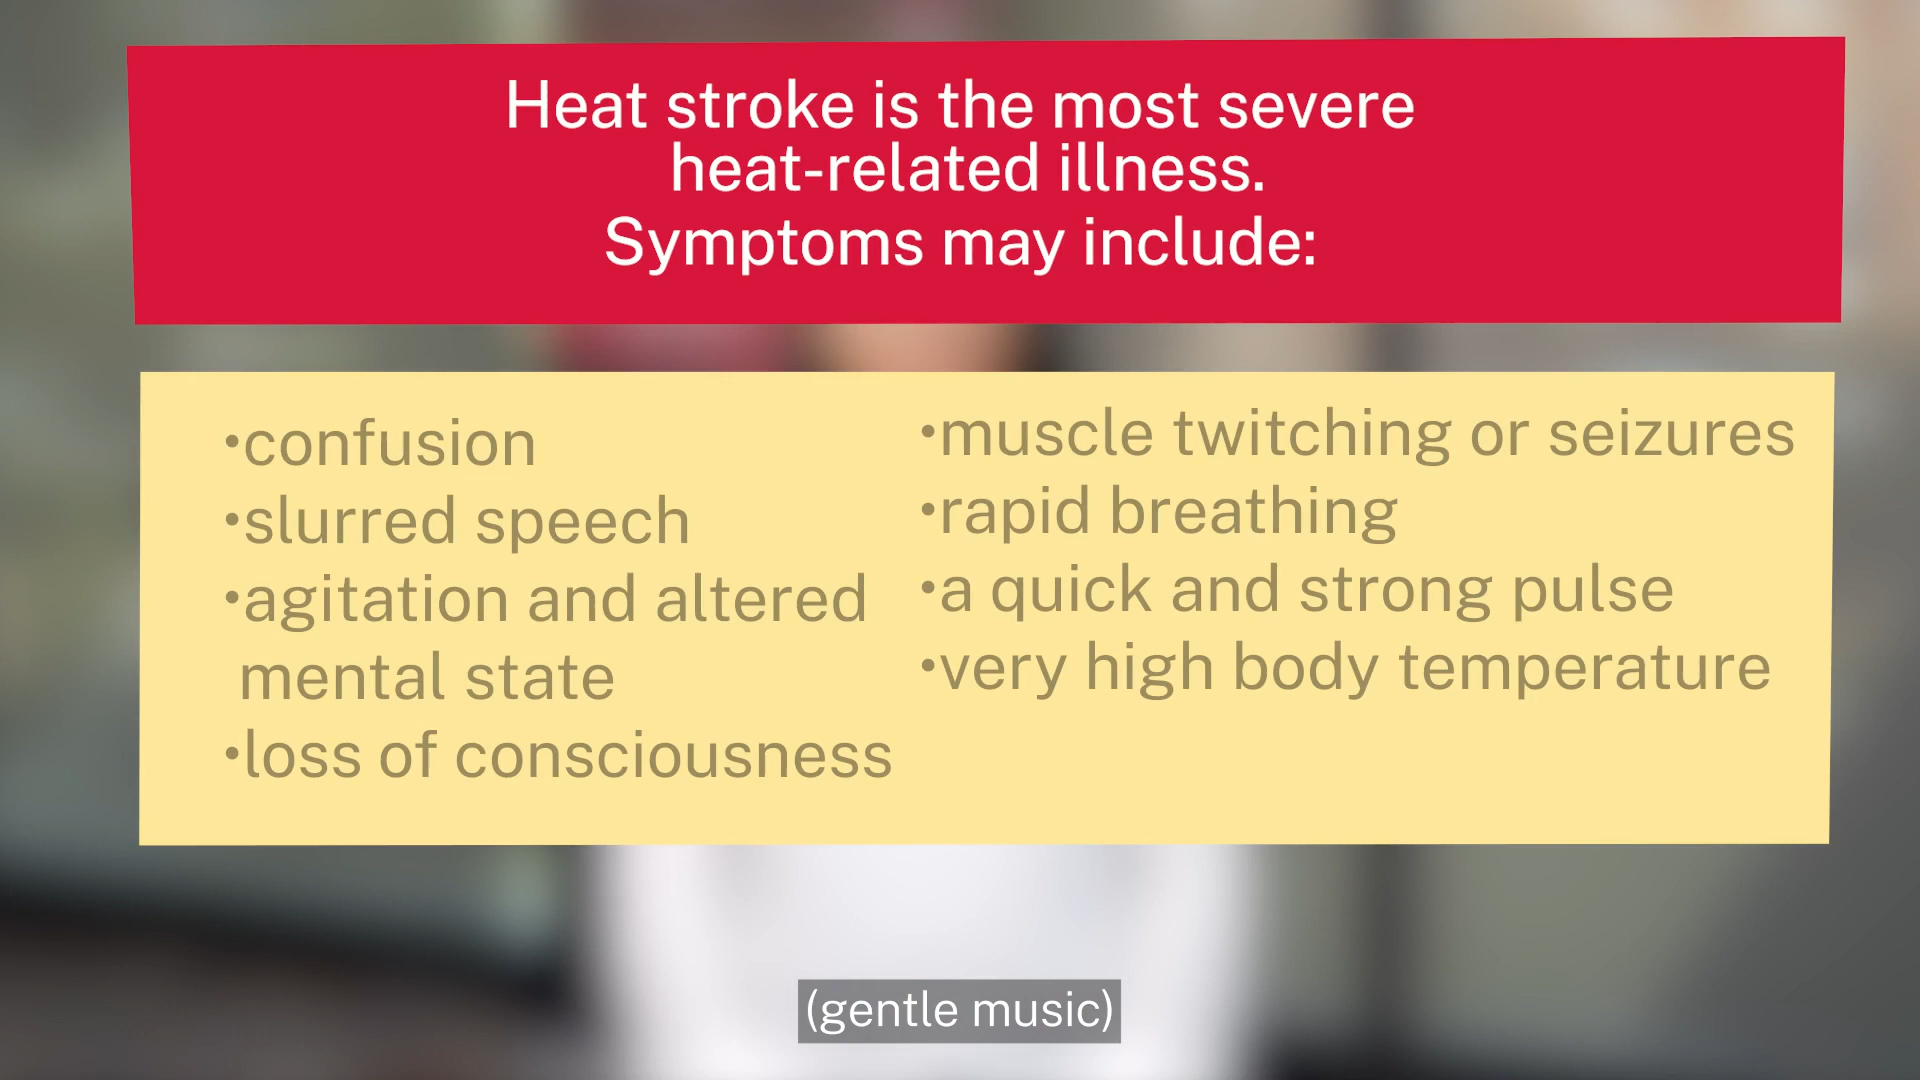 Heat stroke is the most severe
heat-related illness.
Symptoms may include:
•confusion
•slurred speech
•agitation and altered
mental state
•loss of consciousness
•muscle twitching or seizures
•rapid breathing
•a quick and strong pulse
•very high body temperature
(gentle music)